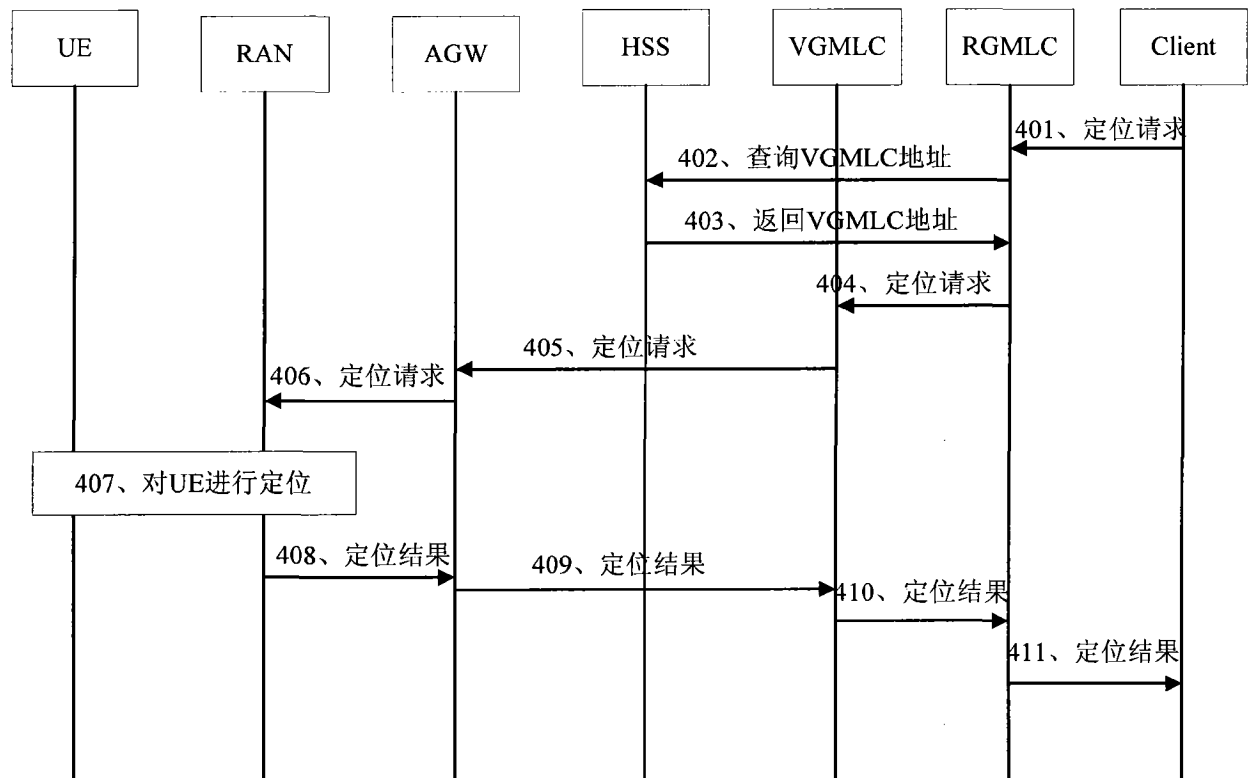 UE
RAN
AGW
HSS
VGMLC
RGMLC
Client
401、定位请求
402、查询VGMLC地址
403、返回VGMLC地址
404、定位请求
405、定位请求
406、定位请求
407、对UE进行定位
408、定位结果
409、定位结果
410、定位结果
411、定位结果